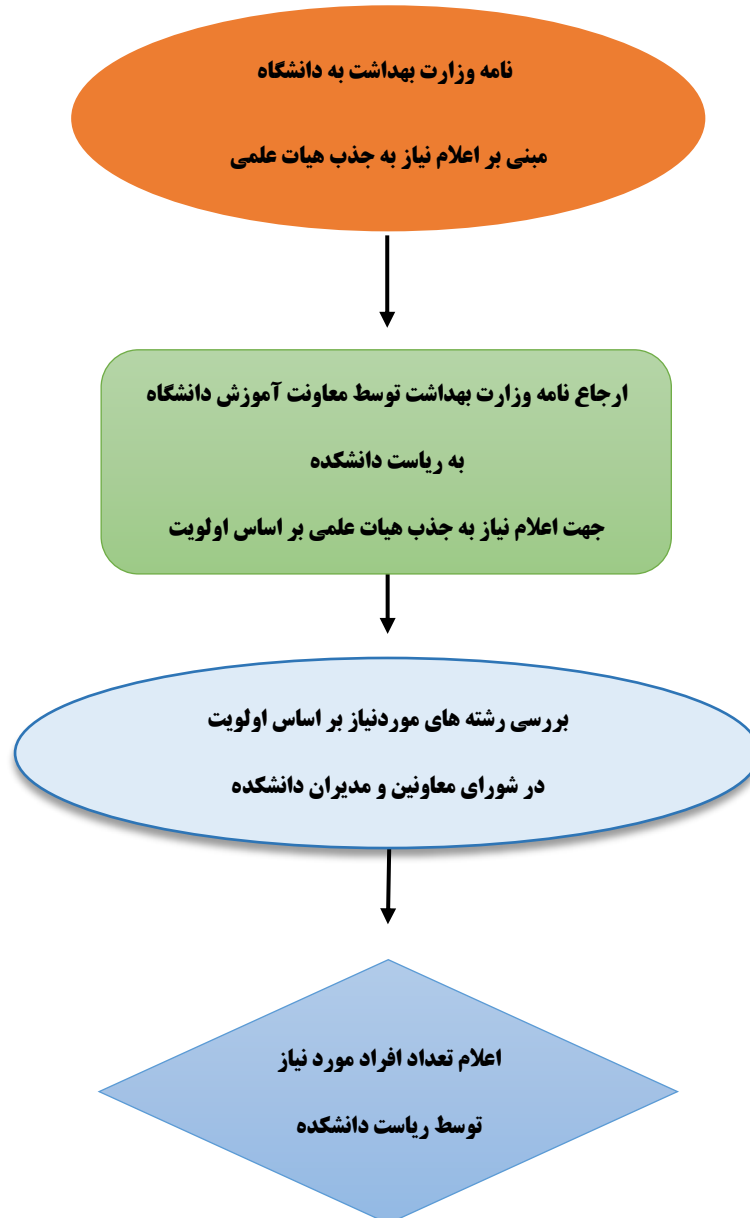 نامه وزارت بهداشت به دانشگاه
مبنی بر اعلام نیاز به جذب هیات علمی
ارجاع نامه وزارت بهداشت توسط معاونت آموزش دانشگاه
به ریاست دانشکده
جهت اعلام نیاز به جذب هیات علمی بر اساس اولویت
بررسی رشته های موردنیاز بر اساس اولویت
در شورای معاونین و مدیران دانشکده
اعلام تعداد افراد مورد نیاز
توسط ریاست دانشکده